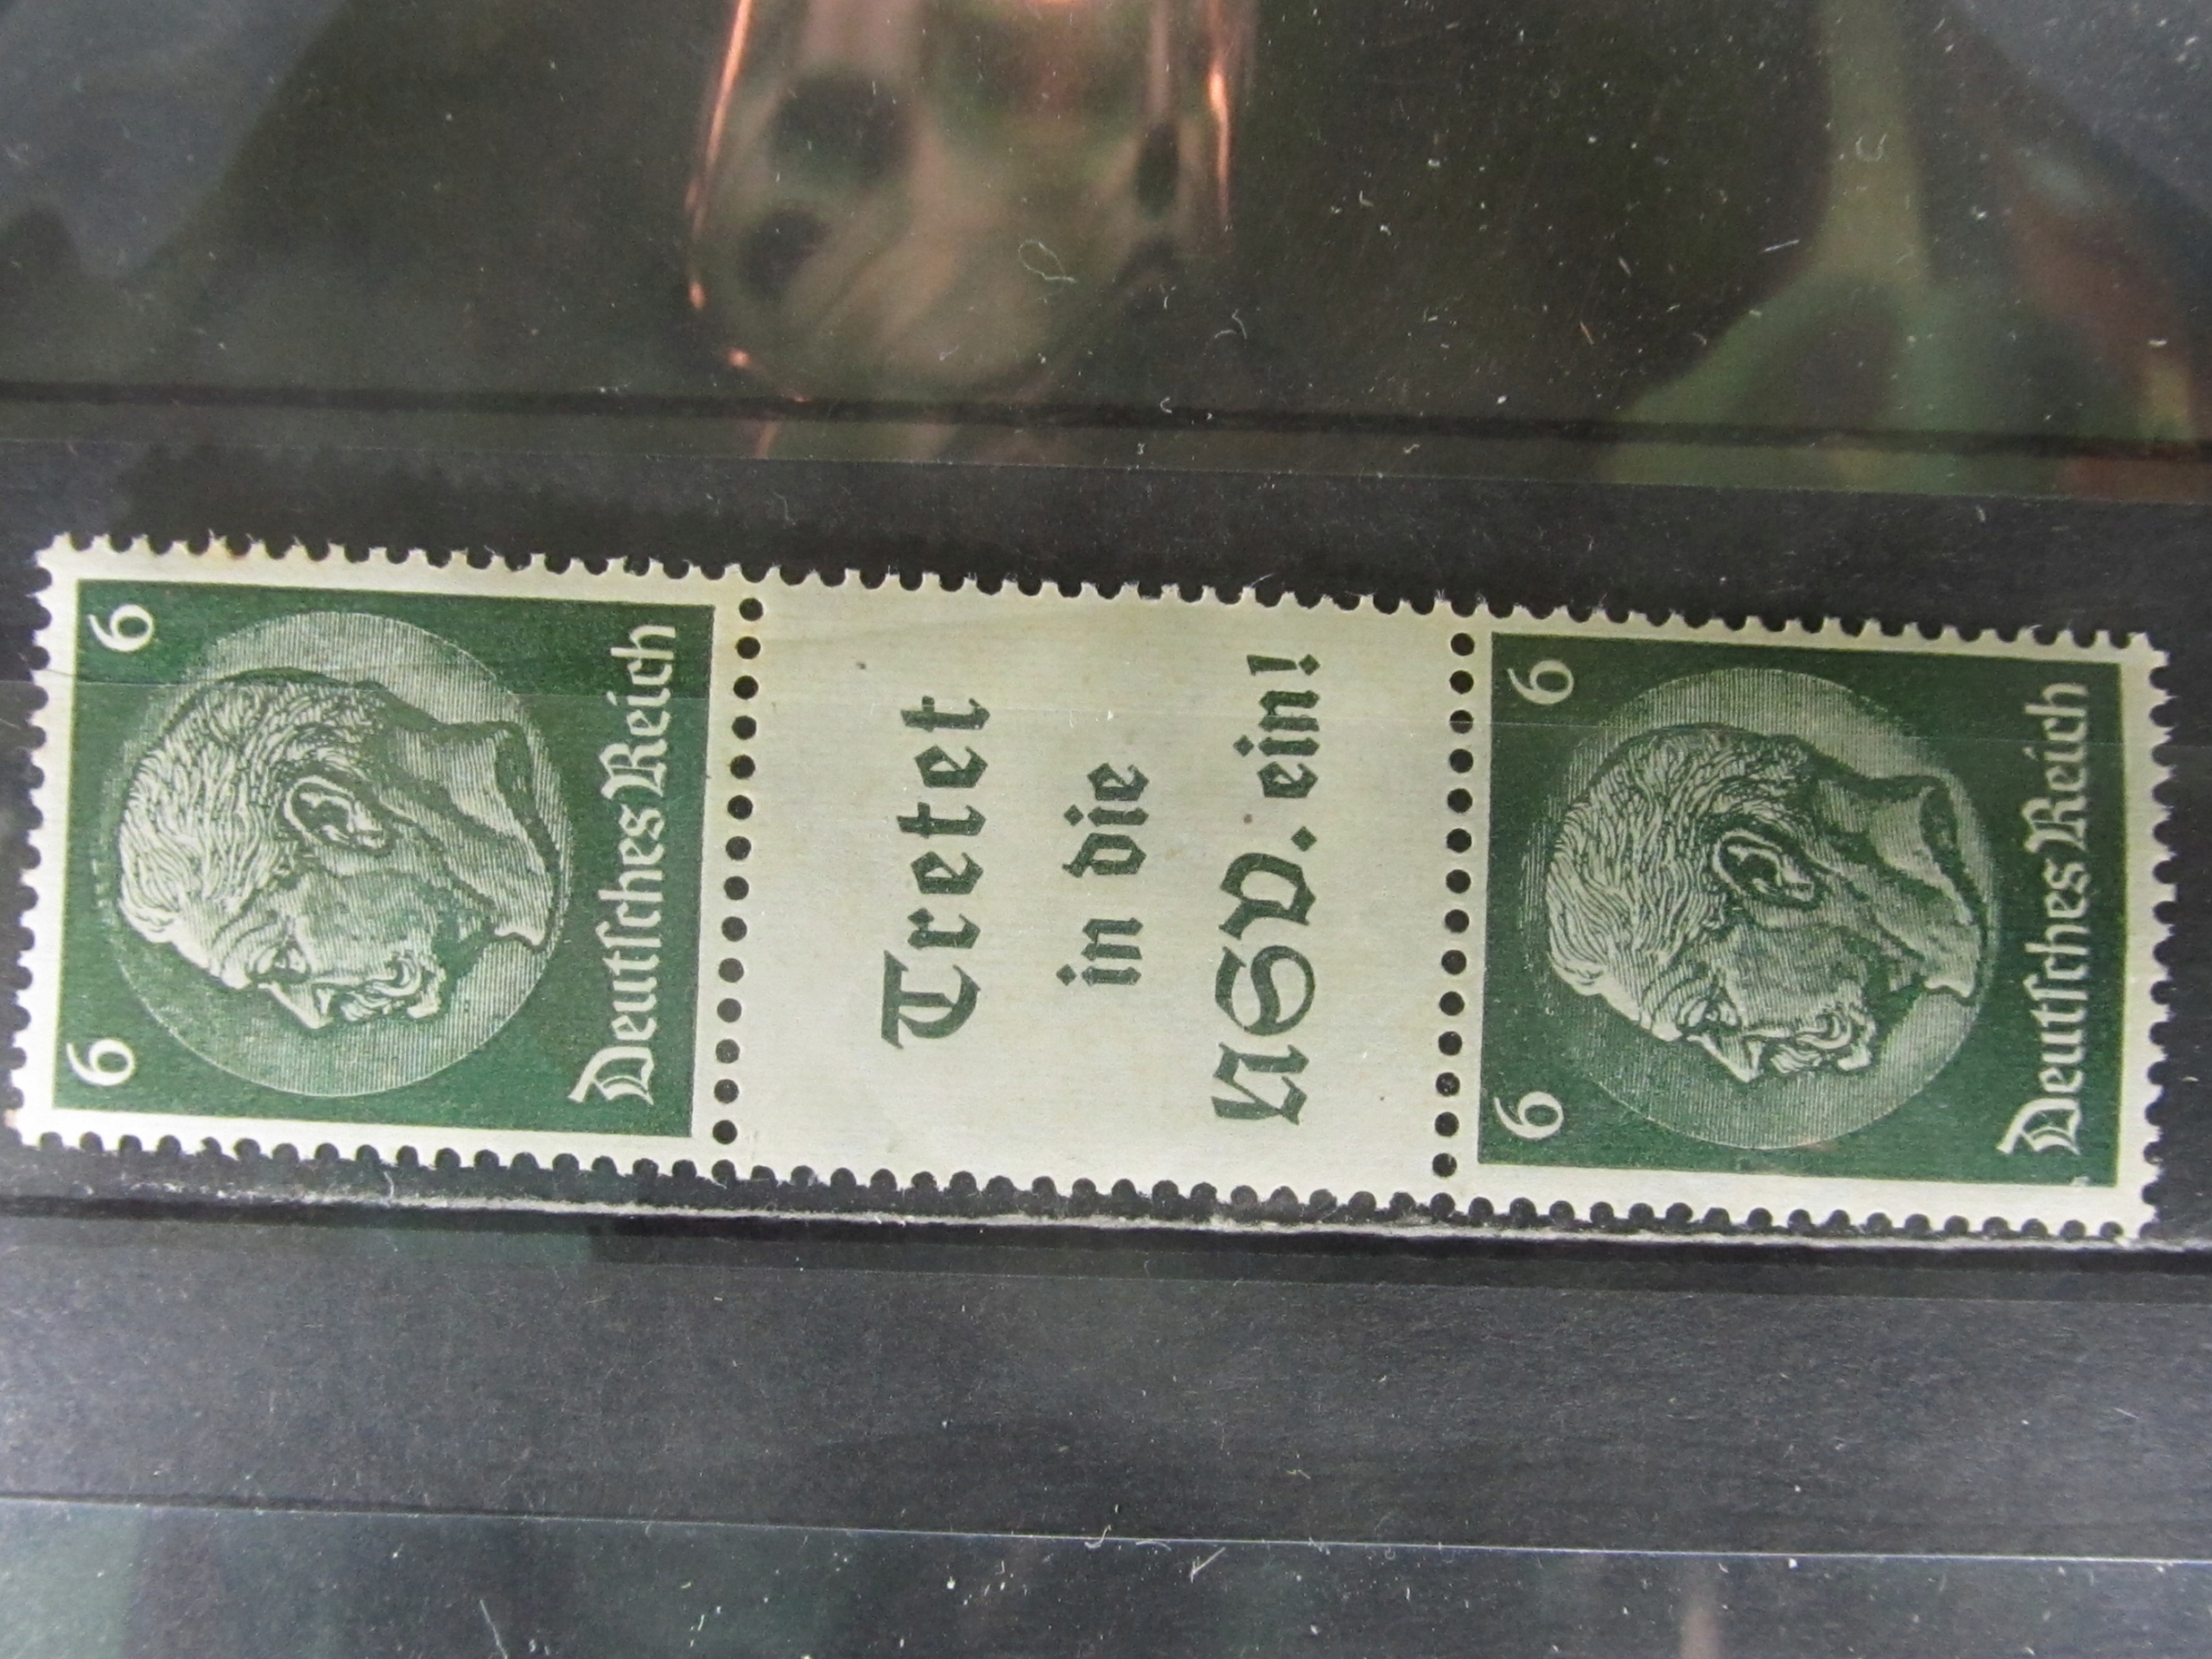 6 6
Deutsches Reich
Tretet
in die
NSV. ein!
6 6
Deutsches Reich